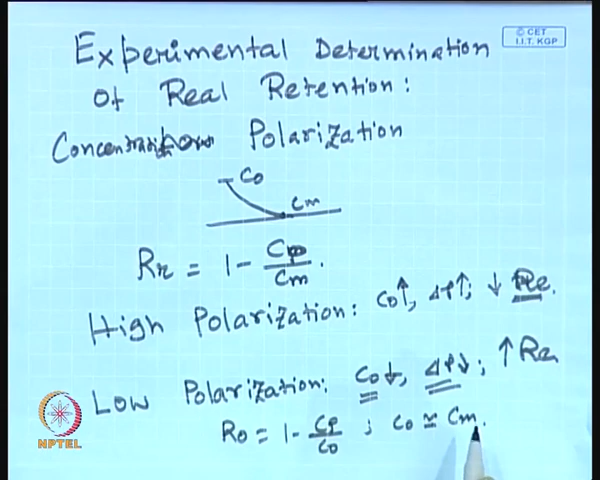 © CET
I.I.T. KGP
Experimental Determination
of Real Retention:
Concentration Polarization
Co
Cm
Rr = 1 - Cp/Cm.
High Polarization: Co↑, ΔP↑; ↓ Re.
Low Polarization: Co↓, ΔP↓; ↑ Re,
Ro = 1 - Cp/Co ; Co ≃ Cm.
NPTEL